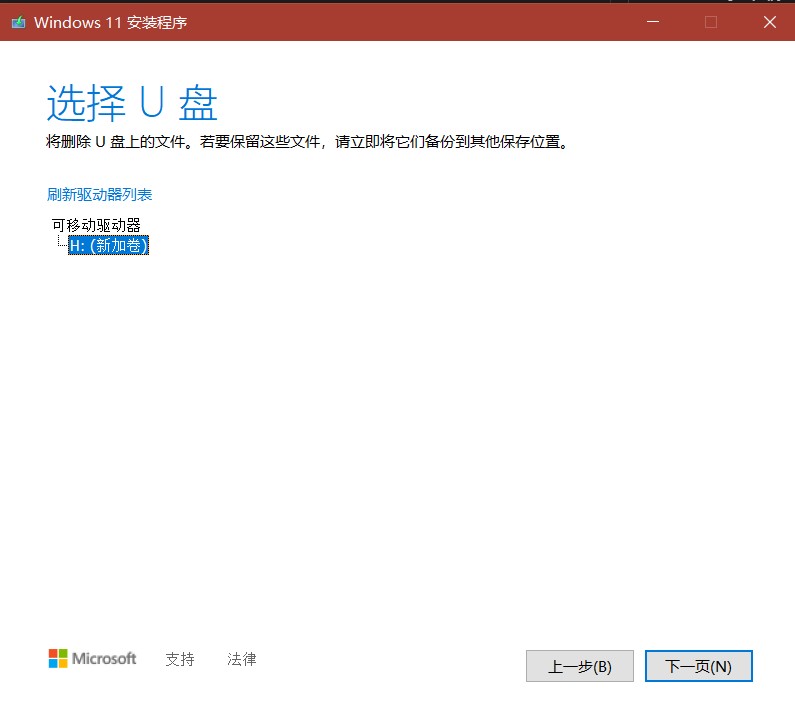 Windows 11 安装程序
选择 U 盘
将删除 U 盘上的文件。若要保留这些文件，请立即将它们备份到其他保存位置。
刷新驱动器列表
可移动驱动器
H: (新加卷)
Microsoft 支持 法律 上一步(B) 下一页(N)